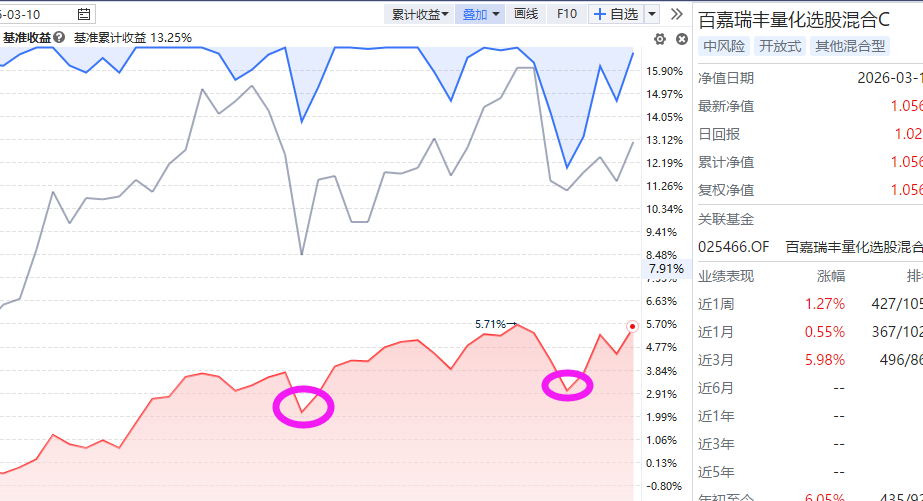 -03-10 累计收益 叠加 画线 F10 自选
基准收益 基准累计收益 13.25%
15.90%
14.97%
14.05%
13.12%
12.19%
11.26%
10.34%
9.41%
8.48%
7.91%
6.63%
5.70%
4.77%
3.84%
2.91%
1.99%
1.06%
0.13%
-0.80%
5.71%→
百嘉瑞丰量化选股混合C
中风险 开放式 其他混合型
净值日期 2026-03-1
最新净值 1.056
日回报 1.02
累计净值 1.056
复权净值 1.056
关联基金
025466.OF 百嘉瑞丰量化选股混合
业绩表现 涨幅 排
近1周 1.27% 427/105
近1月 0.55% 367/102
近3月 5.98% 496/86
近6月 --
近1年 --
近3年 --
近5年 --
年初至今 6.05% 435/97